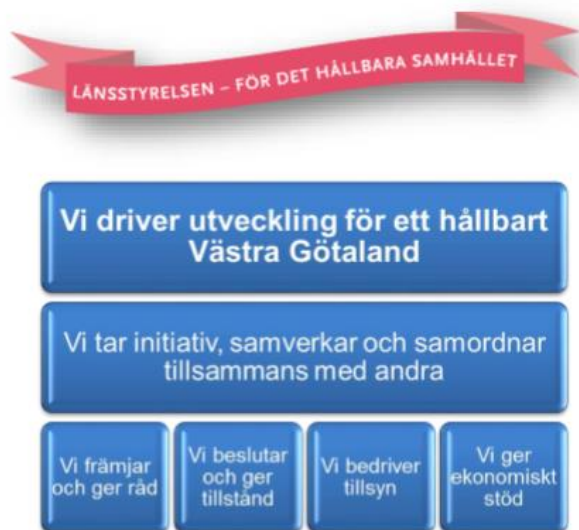 LÄNSSTYRELSEN – FÖR DET HÅLLBARA SAMHÄLLET
Vi driver utveckling för ett hållbart
Västra Götaland
Vi tar initiativ, samverkar och samordnar
tillsammans med andra
Vi främjar
och ger råd
Vi beslutar
och ger
tillstånd
Vi bedriver
tillsyn
Vi ger
ekonomiskt
stöd